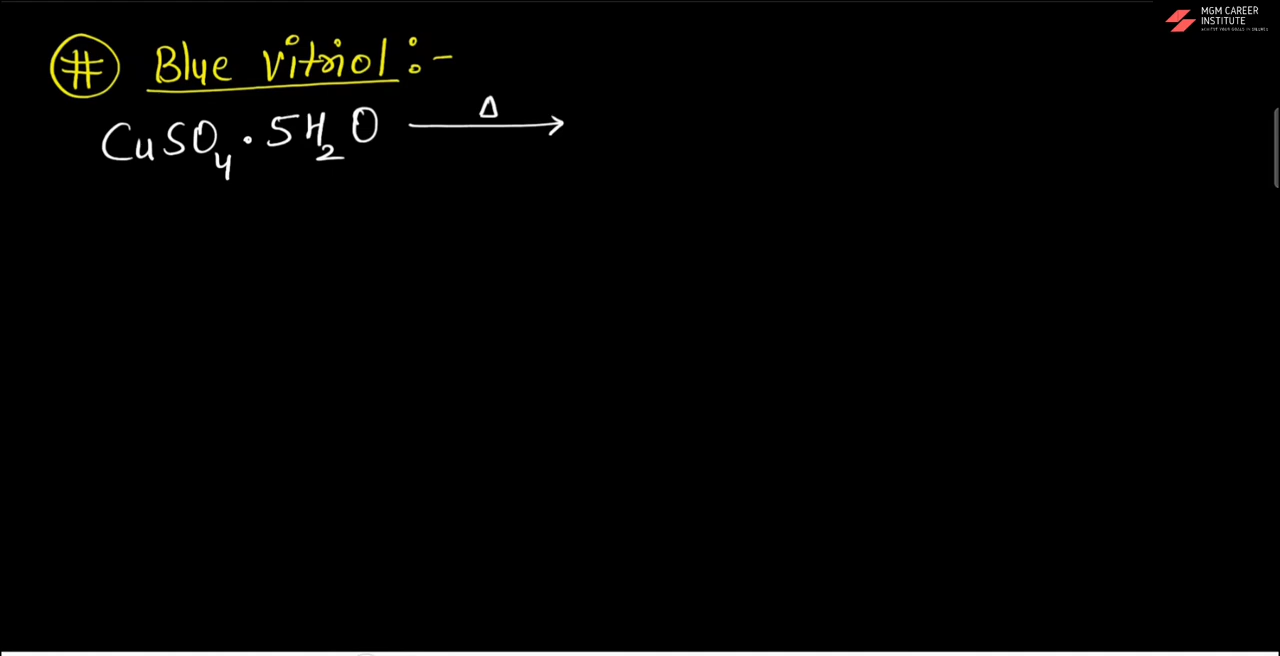 MGM CAREER
INSTITUTE
# Blue vitriol :-
CuSO₄·5H₂O —Δ→